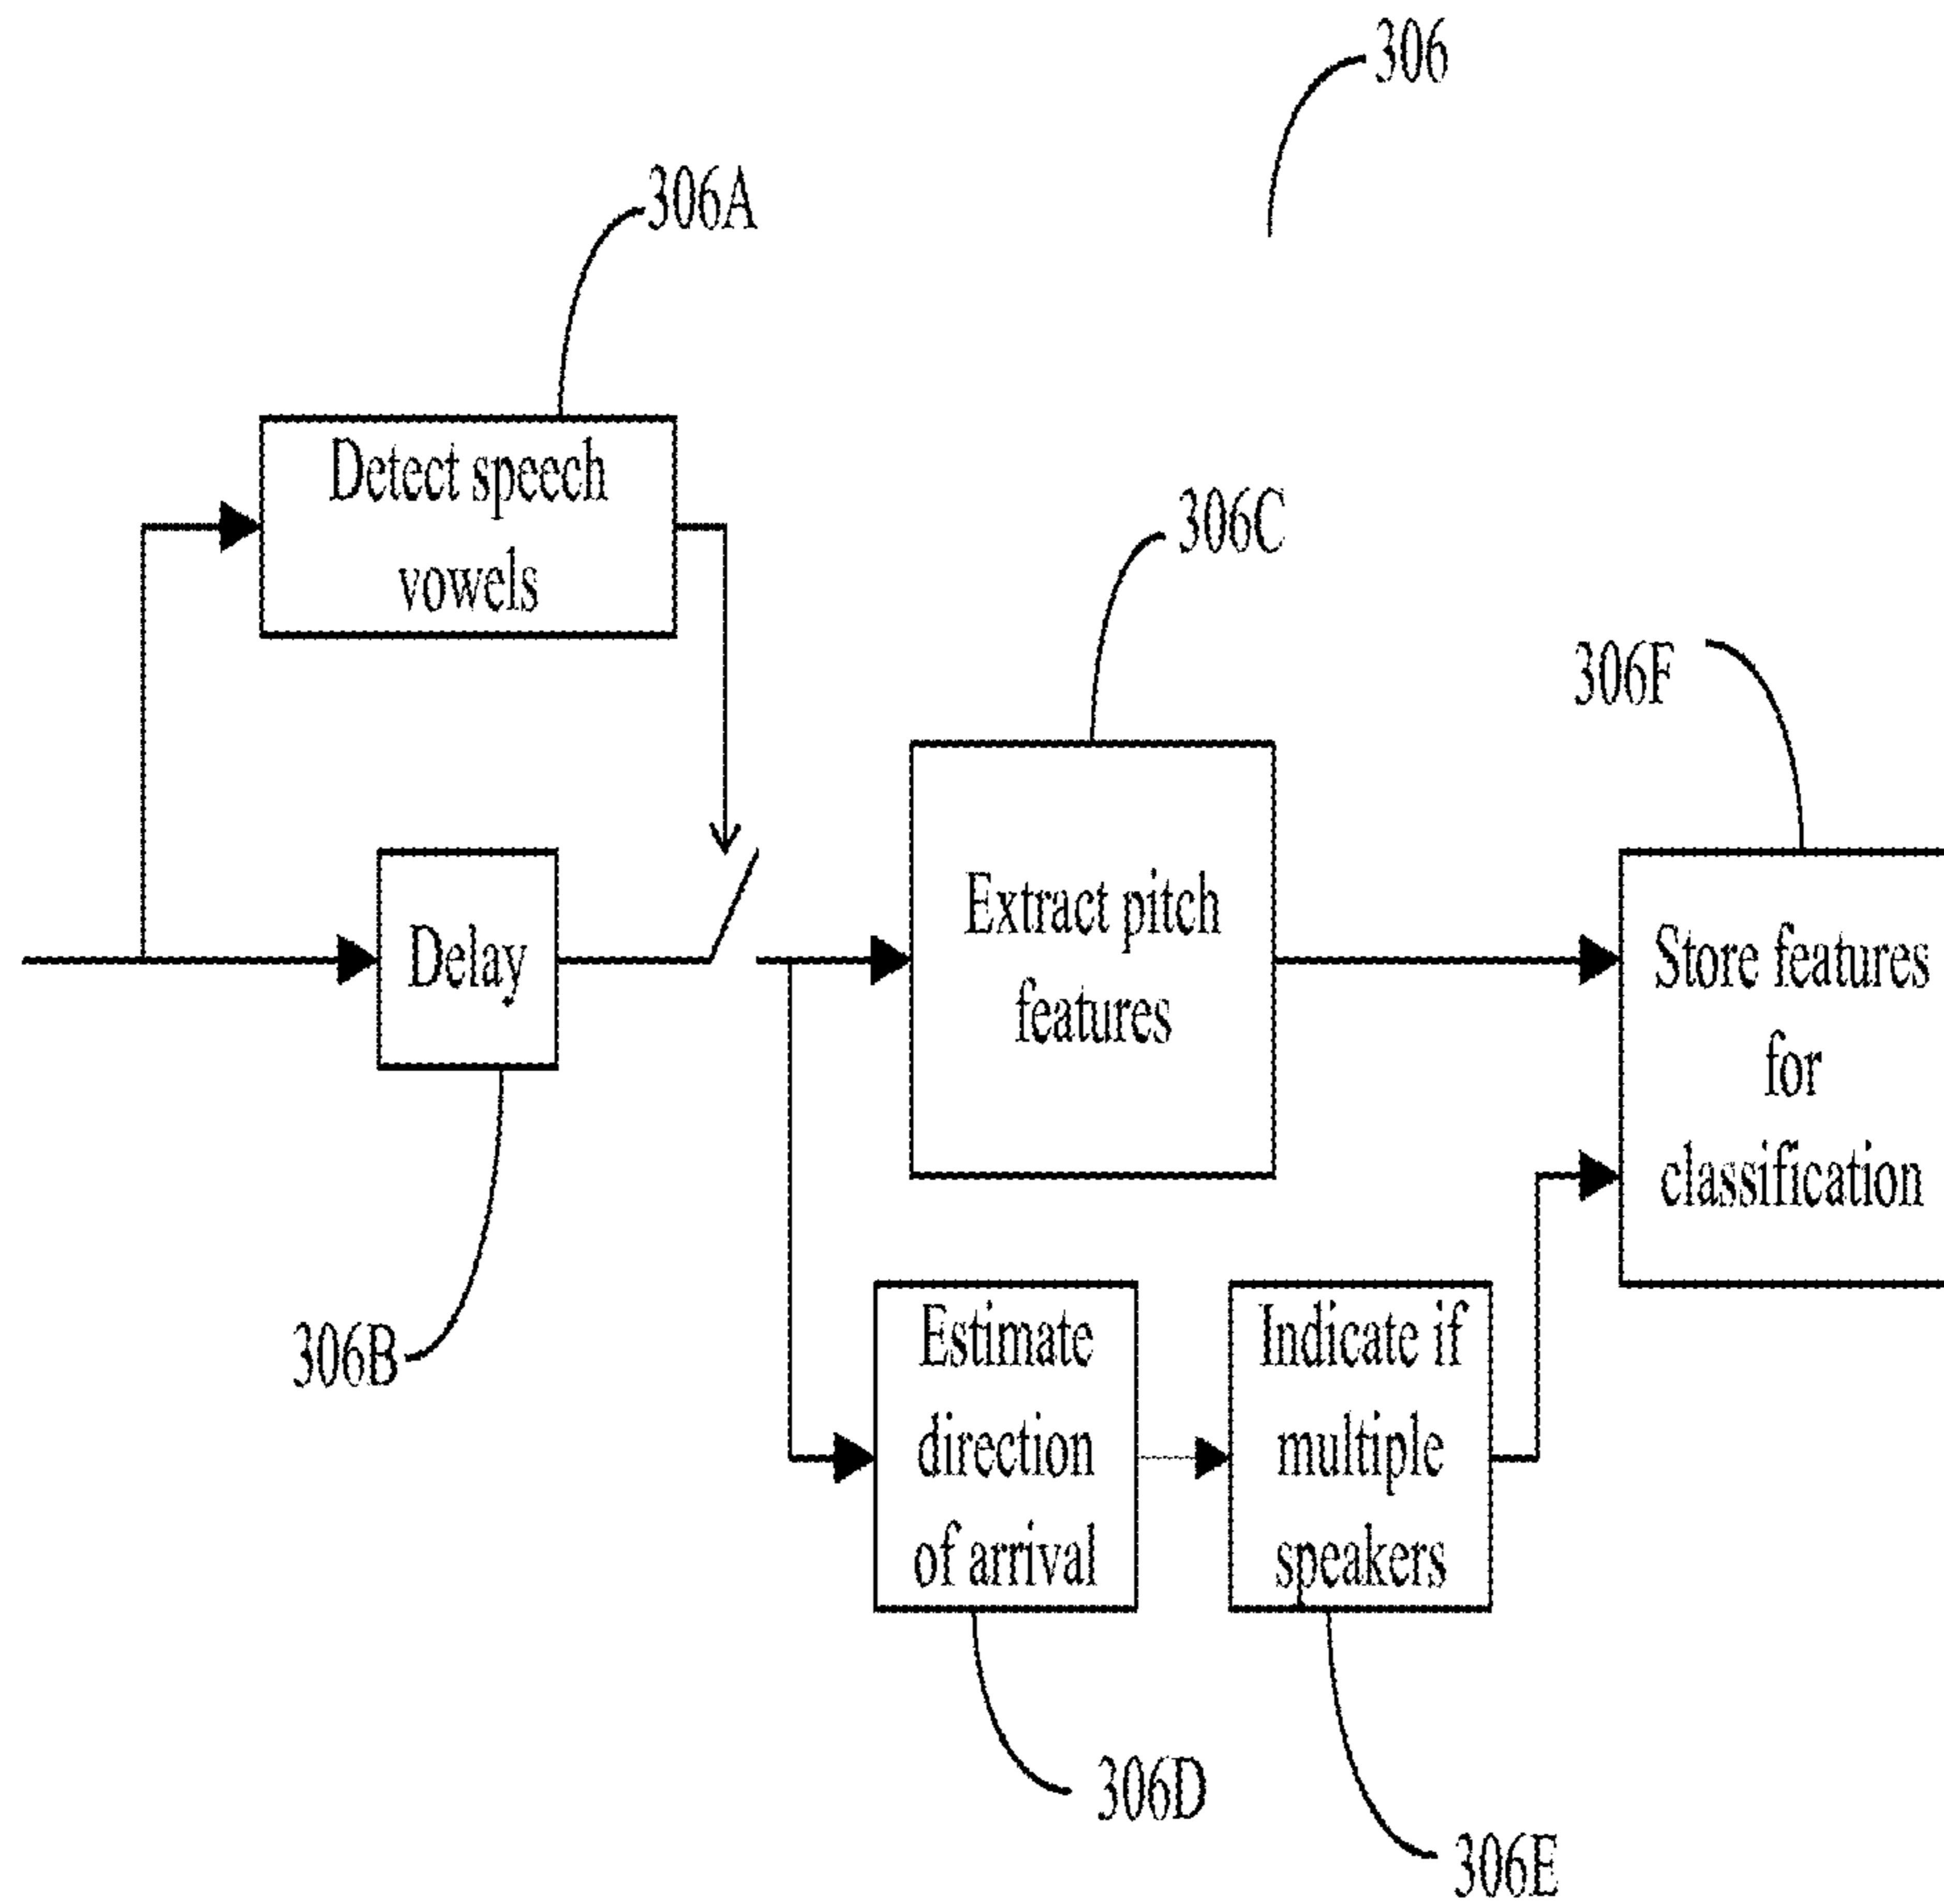 306
306A
Detect speech
vowels
306C
306F
Delay
Extract pitch
features
Store features
for
classification
306B
Estimate
direction
of arrival
Indicate if
multiple
speakers
306D
306E